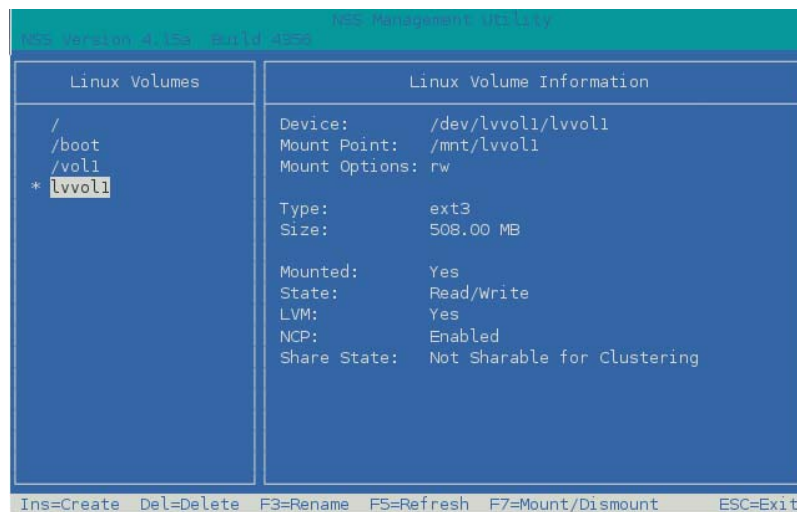 NSS Management Utility
NSS Version 4.15a Build 4956
Linux Volumes
/
/boot
/vol1
* lvvol1
Linux Volume Information
Device: /dev/lvvol1/lvvol1
Mount Point: /mnt/lvvol1
Mount Options: rw
Type: ext3
Size: 508.00 MB
Mounted: Yes
State: Read/Write
LVM: Yes
NCP: Enabled
Share State: Not Sharable for Clustering
Ins=Create Del=Delete F3=Rename F5=Refresh F7=Mount/Dismount ESC=Exit